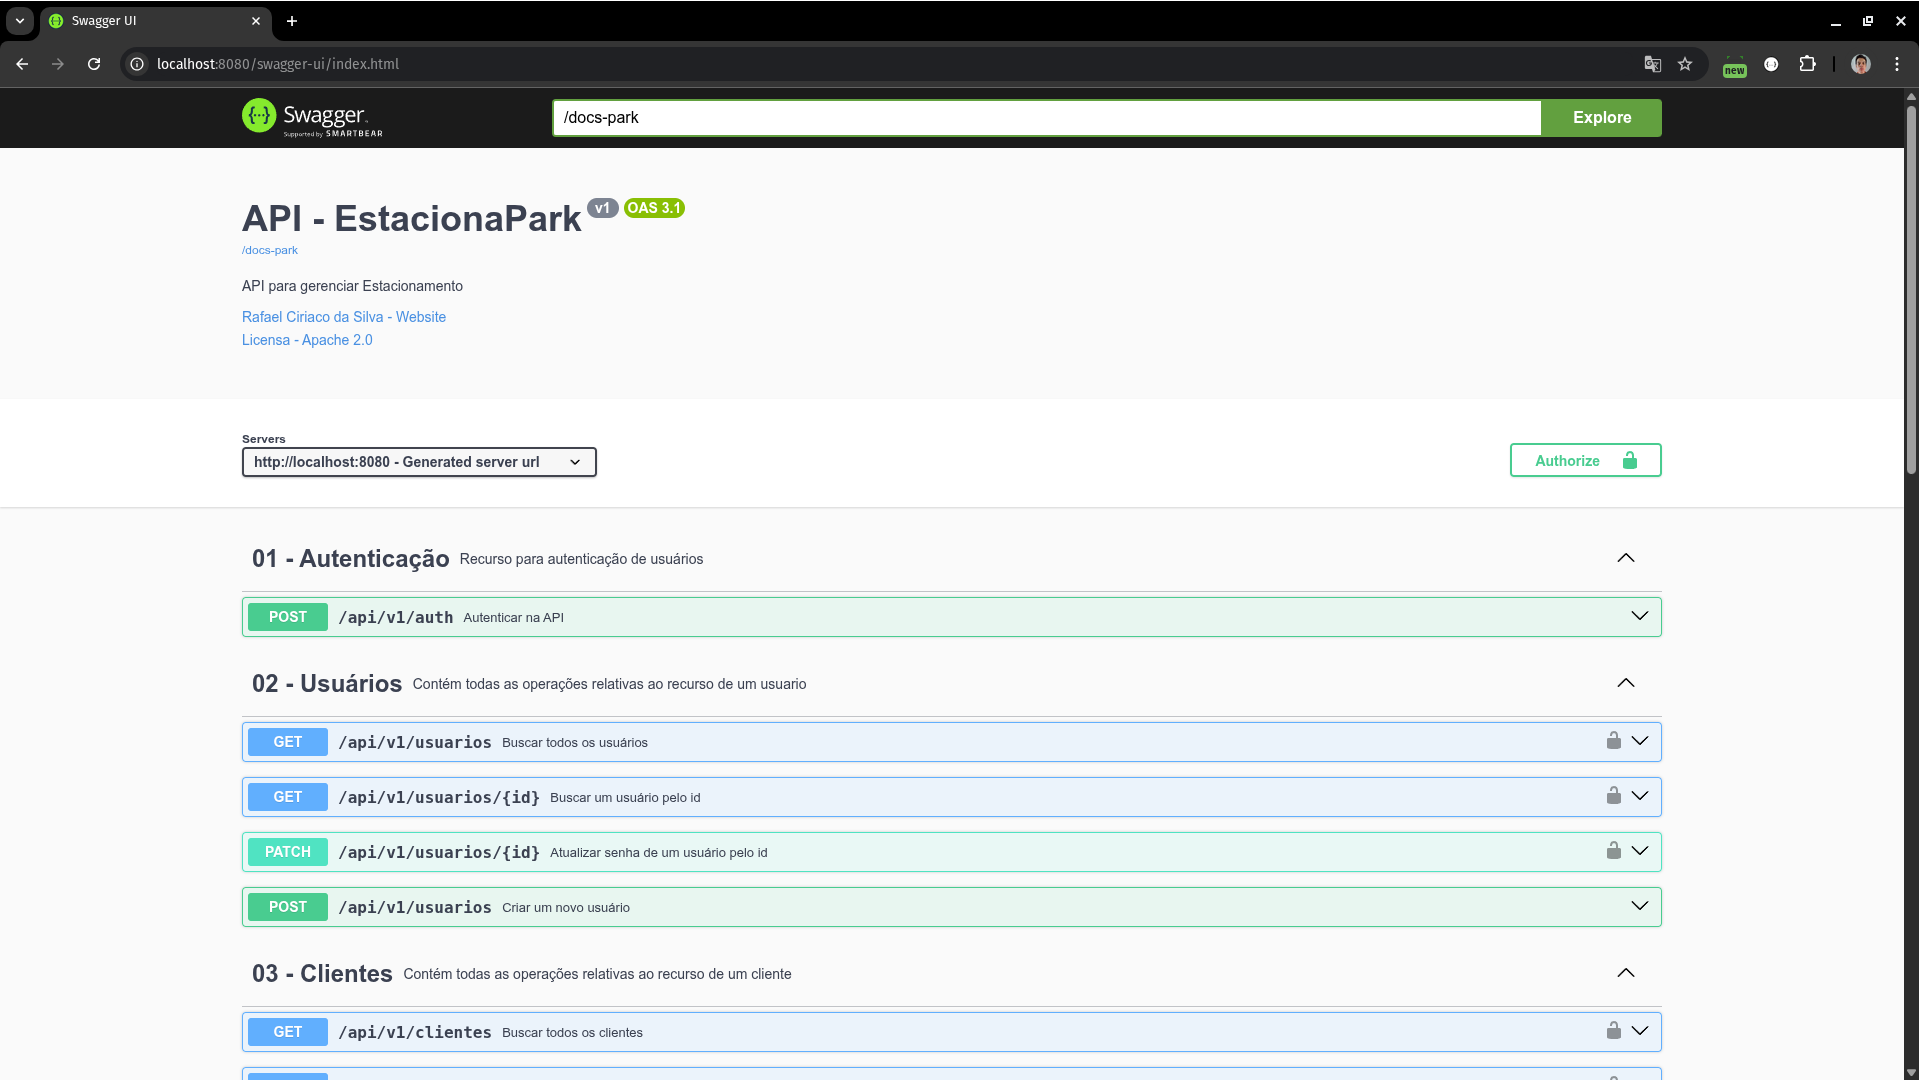 Swagger UI
localhost:8080/swagger-ui/index.html
new
Swagger
Supported by SMARTBEAR
/docs-park
Explore
API - EstacionaPark v1 OAS 3.1
/docs-park
API para gerenciar Estacionamento
Rafael Ciriaco da Silva - Website
Licensa - Apache 2.0
Servers
http://localhost:8080 - Generated server url
Authorize
01 - Autenticação Recurso para autenticação de usuários
POST /api/v1/auth Autenticar na API
02 - Usuários Contém todas as operações relativas ao recurso de um usuario
GET /api/v1/usuarios Buscar todos os usuários
GET /api/v1/usuarios/{id} Buscar um usuário pelo id
PATCH /api/v1/usuarios/{id} Atualizar senha de um usuário pelo id
POST /api/v1/usuarios Criar um novo usuário
03 - Clientes Contém todas as operações relativas ao recurso de um cliente
GET /api/v1/clientes Buscar todos os clientes